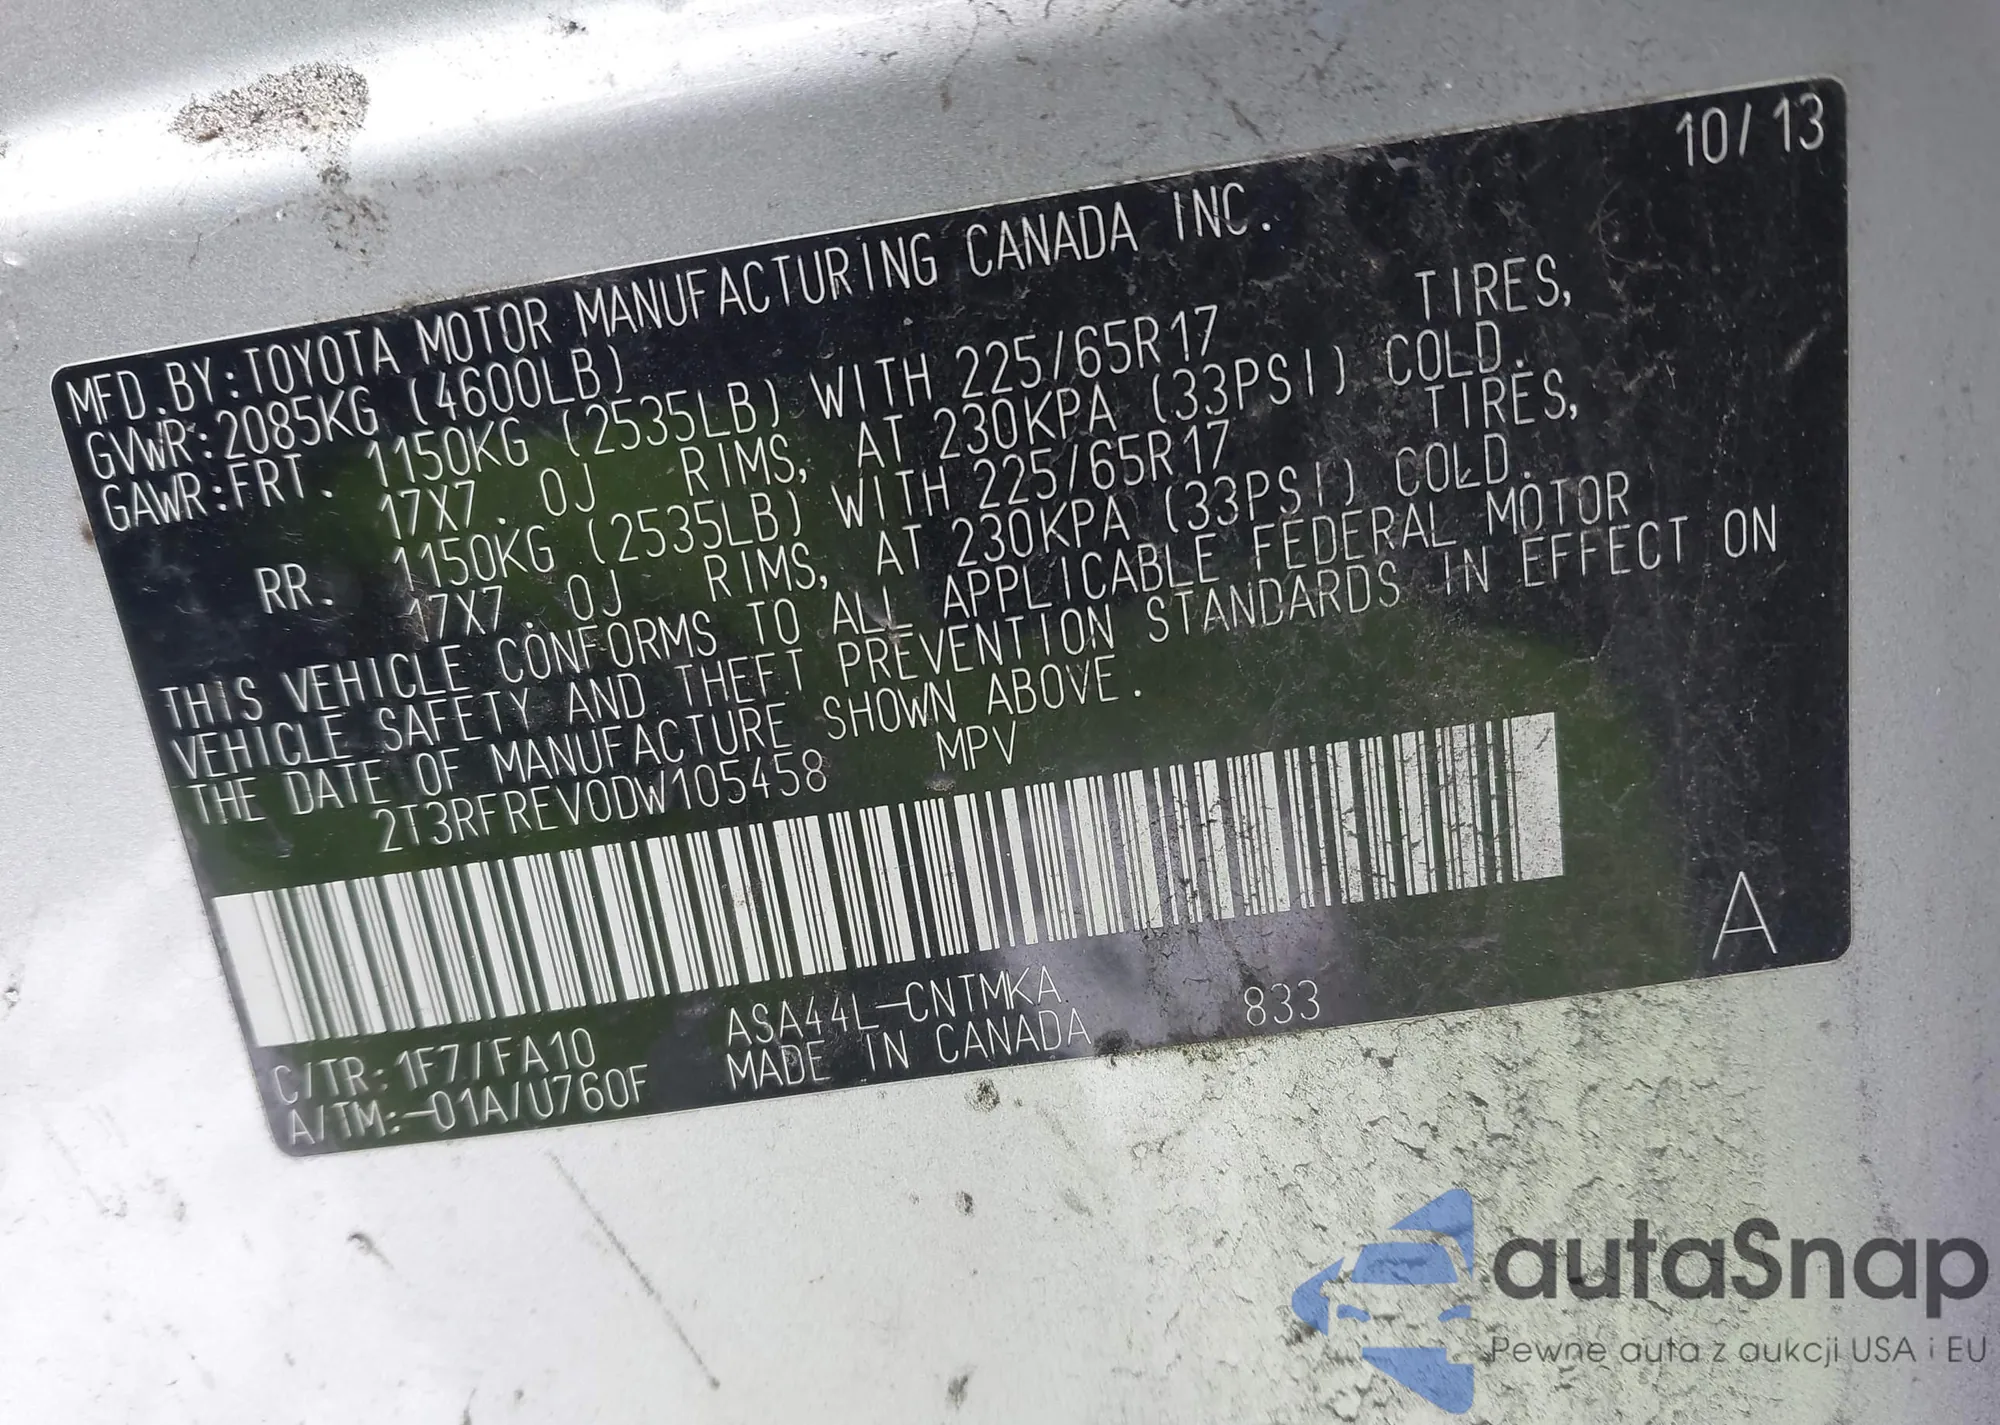 10/13
MFD.BY:TOYOTA MOTOR MANUFACTURING CANADA INC.
GVWR:2085KG (4600LB)
GAWR:FRT. 1150KG (2535LB) WITH 225/65R17 TIRES,
17X7.0J RIMS, AT 230KPA (33PSI) COLD.
RR. 1150KG (2535LB) WITH 225/65R17 TIRES,
17X7.0J RIMS, AT 230KPA (33PSI) COLD.
THIS VEHICLE CONFORMS TO ALL APPLICABLE FEDERAL MOTOR
VEHICLE SAFETY AND THEFT PREVENTION STANDARDS IN EFFECT ON
THE DATE OF MANUFACTURE SHOWN ABOVE.
2T3RFREV0DW105458 MPV
A
C/TR:1F7/FA10 ASA44L-CNTMKA 833
A/TM:-01A/U760F MADE IN CANADA
autaSnap
Pewne auta z aukcji USA i EU